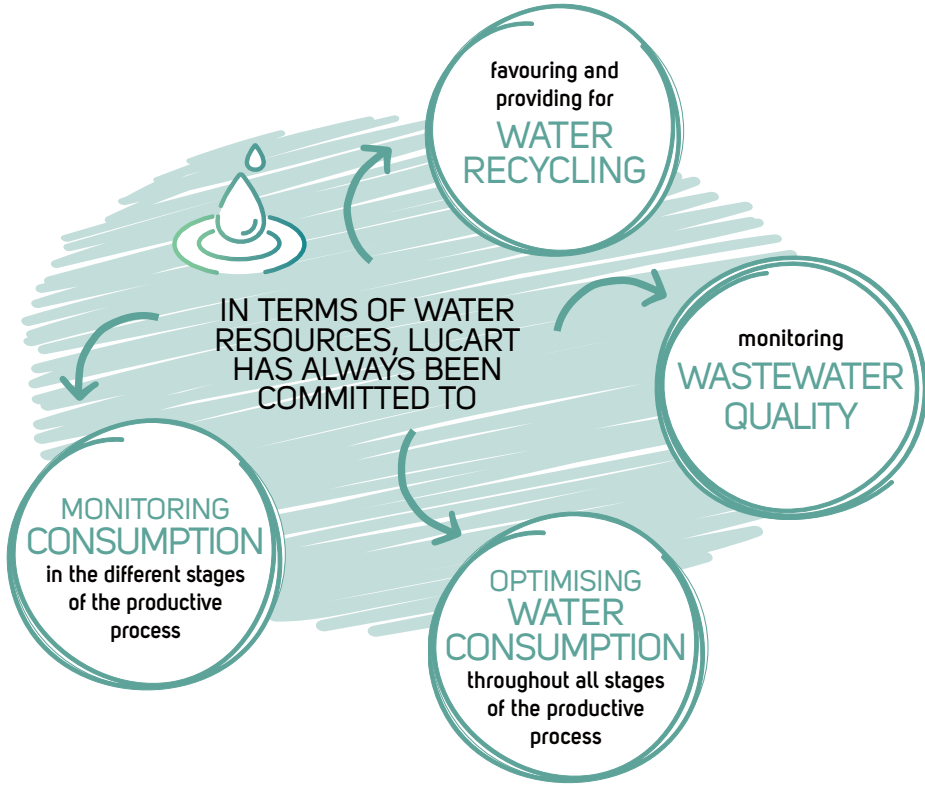 favouring and
providing for
WATER
RECYCLING
IN TERMS OF WATER
RESOURCES, LUCART
HAS ALWAYS BEEN
COMMITTED TO
monitoring
WASTEWATER
QUALITY
MONITORING
CONSUMPTION
in the different stages
of the productive
process
OPTIMISING
WATER
CONSUMPTION
throughout all stages
of the productive
process